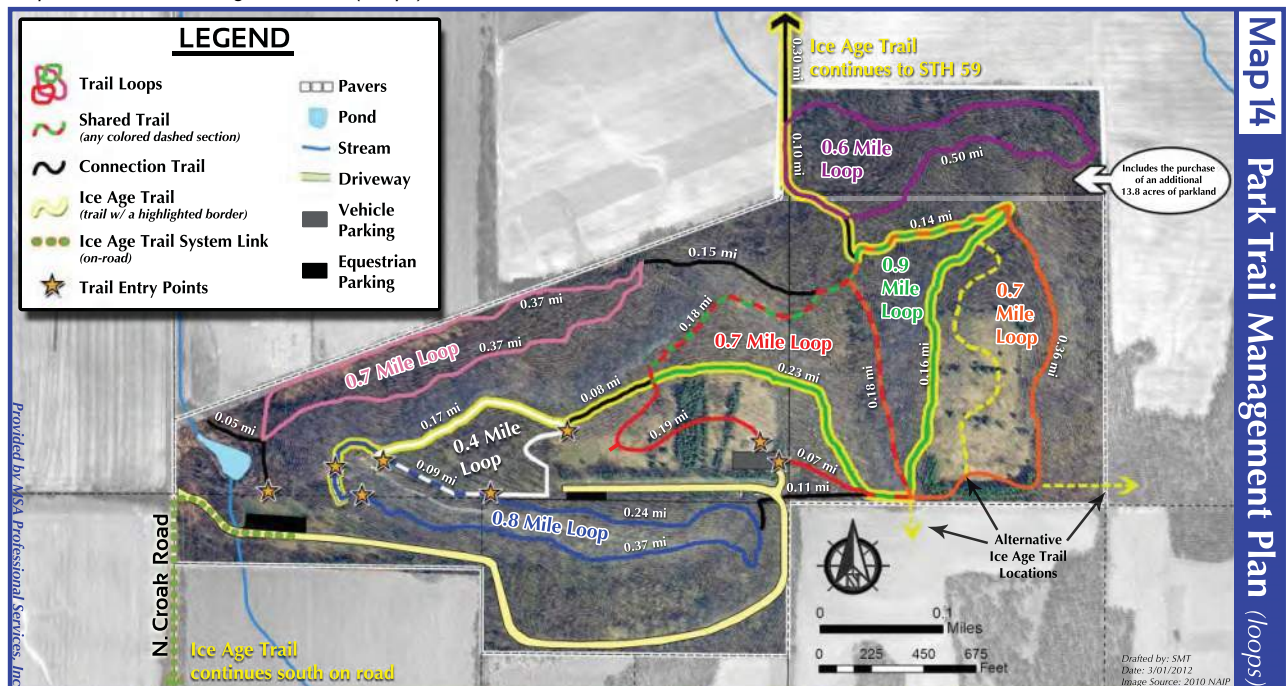 LEGEND
Trail Loops
Shared Trail
(any colored dashed section)
Connection Trail
Ice Age Trail
(trail w/ a highlighted border)
Ice Age Trail System Link
(on-road)
Trail Entry Points
Pavers
Pond
Stream
Driveway
Vehicle
Parking
Equestrian
Parking
Map 14 Park Trail Management Plan (loops)
Ice Age Trail
continues to STH 59
0.30 mi
0.10 mi
0.6 Mile
Loop
0.50 mi
Includes the purchase
of an additional
13.8 acres of parkland
0.14 mi
0.15 mi
0.9
Mile
Loop
0.7
Mile
Loop
0.37 mi
0.18 mi
0.7 Mile Loop
0.37 mi
0.7 Mile Loop
0.23 mi
0.18 mi
0.16 mi
0.36 mi
0.08 mi
0.17 mi
0.05 mi
0.4 Mile
Loop
0.19 mi
0.09 mi
0.07 mi
0.11 mi
0.24 mi
0.8 Mile Loop
0.37 mi
Alternative
Ice Age Trail
Locations
N. Croak Road
Ice Age Trail
continues south on road
N
0 0.1
Miles
0 225 450 675
Feet
Drafted by: SMT
Date: 3/01/2012
Image Source: 2010 NAIP
Provided by MSA Professional Services, Inc